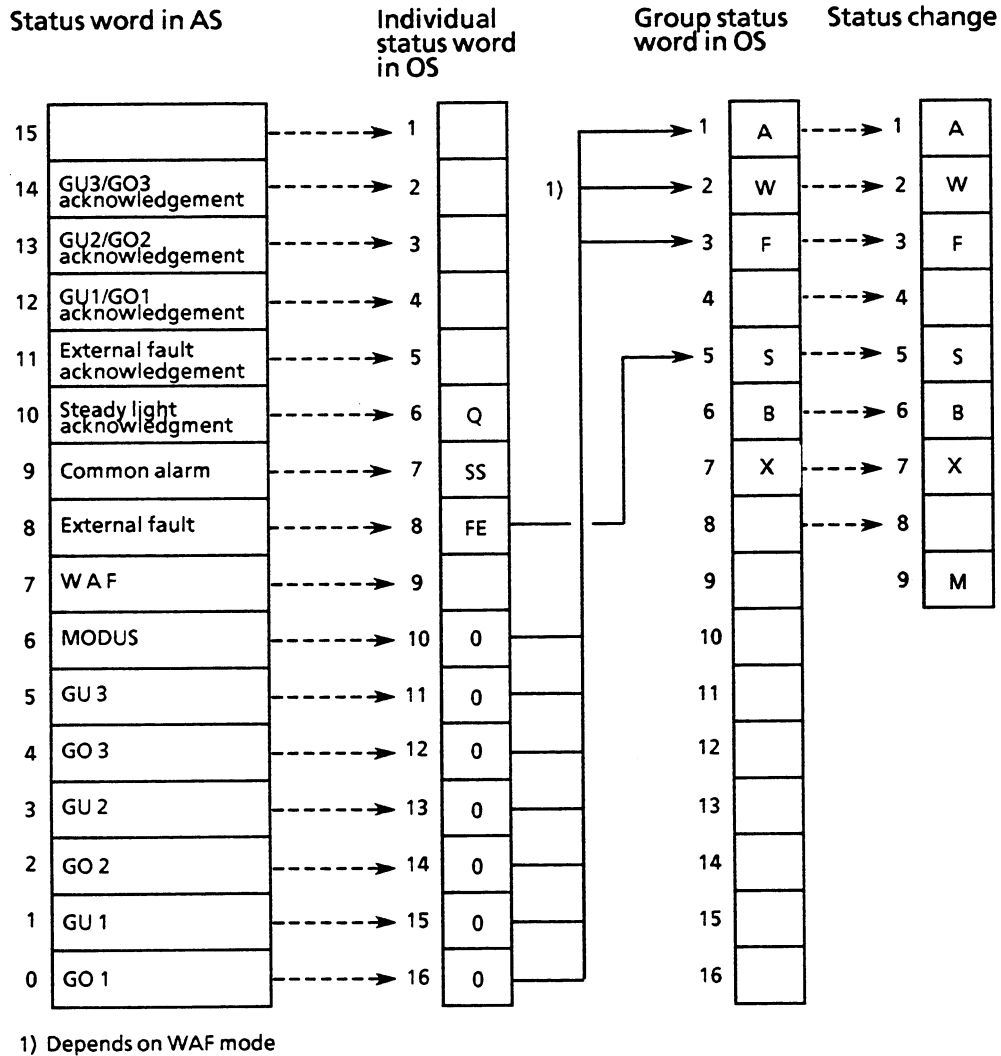 Status word in AS
Individual
status word
in OS
Group status
word in OS
Status change
15 1 1 A 1 A
14 GU3/GO3
acknowledgement 2 1) 2 W 2 W
13 GU2/GO2
acknowledgement 3 3 F 3 F
12 GU1/GO1
acknowledgement 4 4 4
11 External fault
acknowledgement 5 5 S 5 S
10 Steady light
acknowledgment 6 Q 6 B 6 B
9 Common alarm 7 SS 7 X 7 X
8 External fault 8 FE 8 8
7 W A F 9 9 9 M
6 MODUS 10 0 10
5 GU 3 11 0 11
4 GO 3 12 0 12
3 GU 2 13 0 13
2 GO 2 14 0 14
1 GU 1 15 0 15
0 GO 1 16 0 16
1) Depends on WAF mode